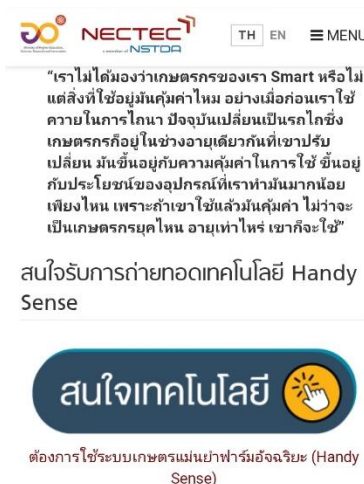 NECTEC
a member of NSTDA
TH EN ☰ MENU
“เราไม่ได้มองว่าเกษตรกรของเรา Smart หรือไม่
แต่สิ่งที่ใช้อยู่มันคุ้มค่าไหม อย่างเมื่อก่อนเราใช้
ควายในการไถนา ปัจจุบันเปลี่ยนเป็นรถไถซึ่ง
เกษตรกรก็อยู่ในช่วงอายุเดียวกันที่เขาปรับ
เปลี่ยน มันขึ้นอยู่กับความคุ้มค่าในการใช้ ขึ้นอยู่
กับประโยชน์ของอุปกรณ์ที่เราทำมันมากน้อย
เพียงไหน เพราะถ้าเขาใช้แล้วมันคุ้มค่า ไม่ว่าจะ
เป็นเกษตรกรยุคไหน อายุเท่าไหร่ เขาก็จะใช้”
สนใจรับการถ่ายทอดเทคโนโลยี Handy
Sense
สนใจเทคโนโลยี
ต้องการใช้ระบบเกษตรแม่นยำฟาร์มอัจฉริยะ (Handy
Sense)